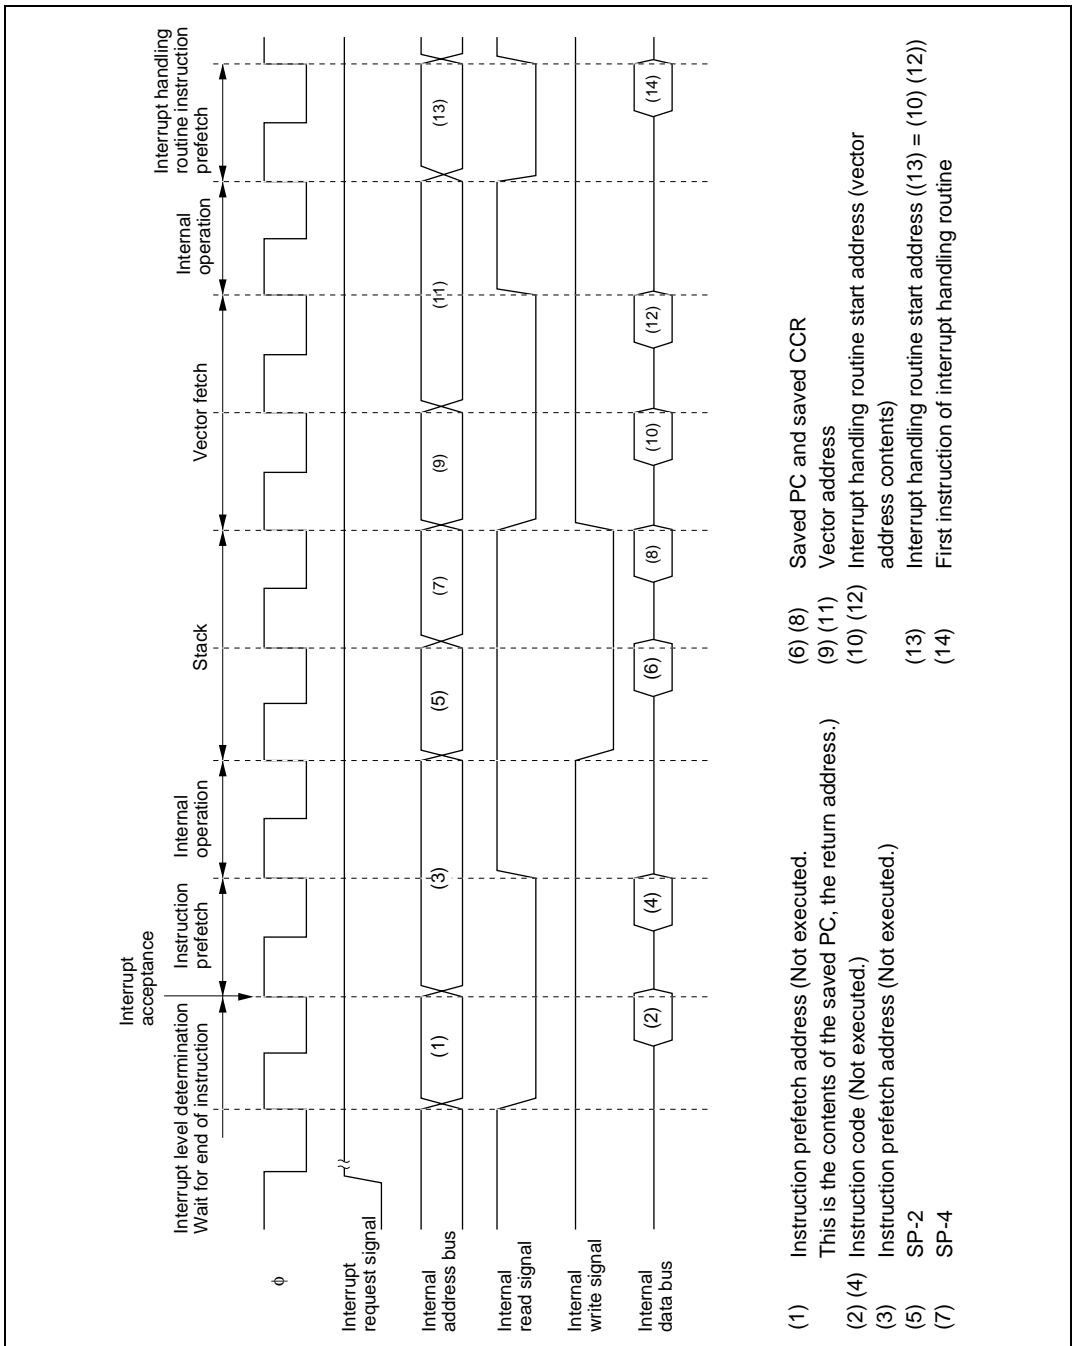 Interrupt
acceptance
Interrupt level determination
Wait for end of instruction
Instruction
prefetch
Internal
operation
Stack
Vector fetch
Internal
operation
Interrupt handling
routine instruction
prefetch
φ
Interrupt
request signal
Internal
address bus
(1)
(3)
(5)
(7)
(9)
(11)
(13)
Internal
read signal
Internal
write signal
Internal
data bus
(2)
(4)
(6)
(8)
(10)
(12)
(14)
(1) Instruction prefetch address (Not executed.
This is the contents of the saved PC, the return address.)
(2) (4) Instruction code (Not executed.)
(3) Instruction prefetch address (Not executed.)
(5) SP-2
(7) SP-4
(6) (8) Saved PC and saved CCR
(9) (11) Vector address
(10) (12) Interrupt handling routine start address (vector
address contents)
(13) Interrupt handling routine start address ((13) = (10) (12))
(14) First instruction of interrupt handling routine